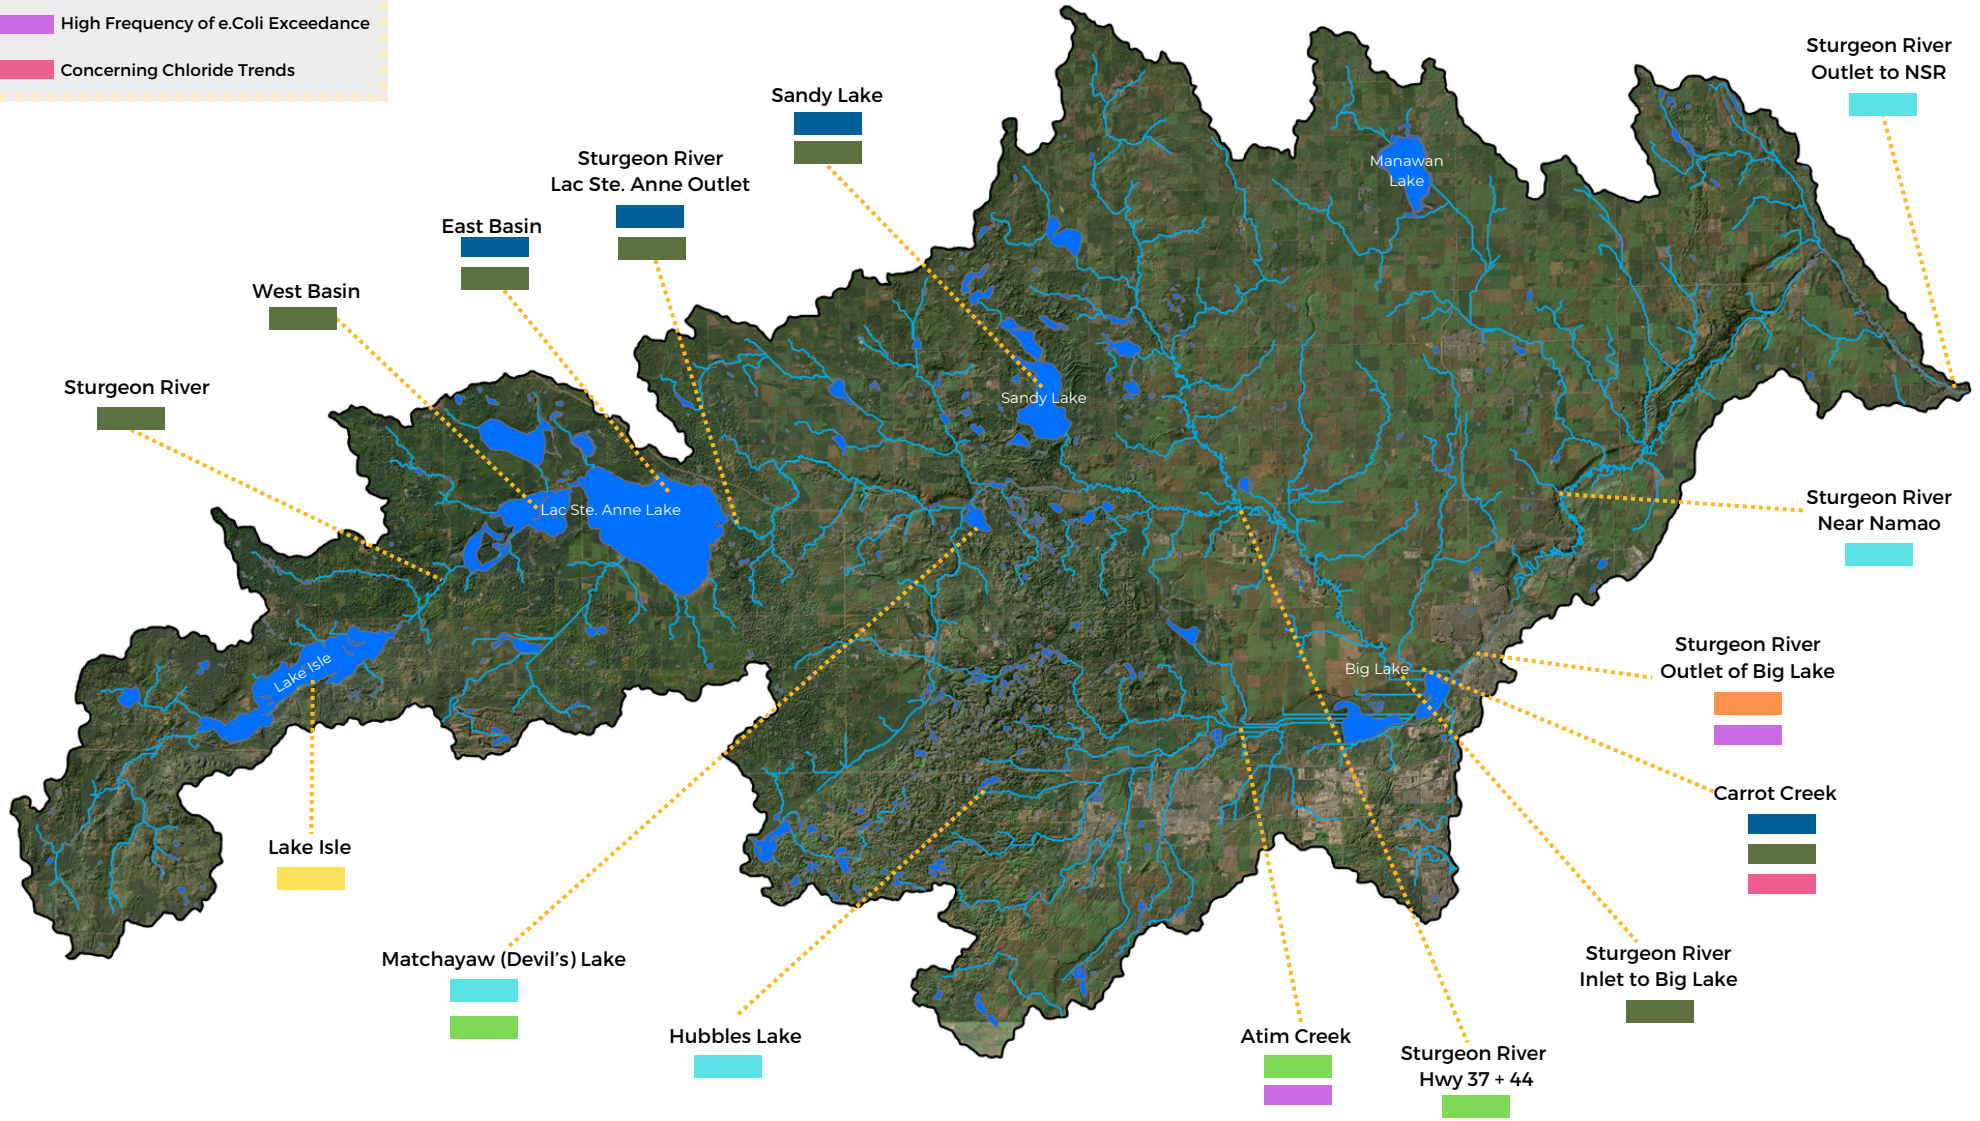 High Frequency of e.Coli Exceedance
Concerning Chloride Trends
Sturgeon River
Outlet to NSR
Sandy Lake
Sturgeon River
Lac Ste. Anne Outlet
East Basin
West Basin
Sturgeon River
Manawan
Lake
Sandy Lake
Lac Ste. Anne Lake
Sturgeon River
Near Namao
Lake Isle
Big Lake
Sturgeon River
Outlet of Big Lake
Carrot Creek
Lake Isle
Matchayaw (Devil's) Lake
Sturgeon River
Inlet to Big Lake
Hubbles Lake
Atim Creek
Sturgeon River
Hwy 37 + 44